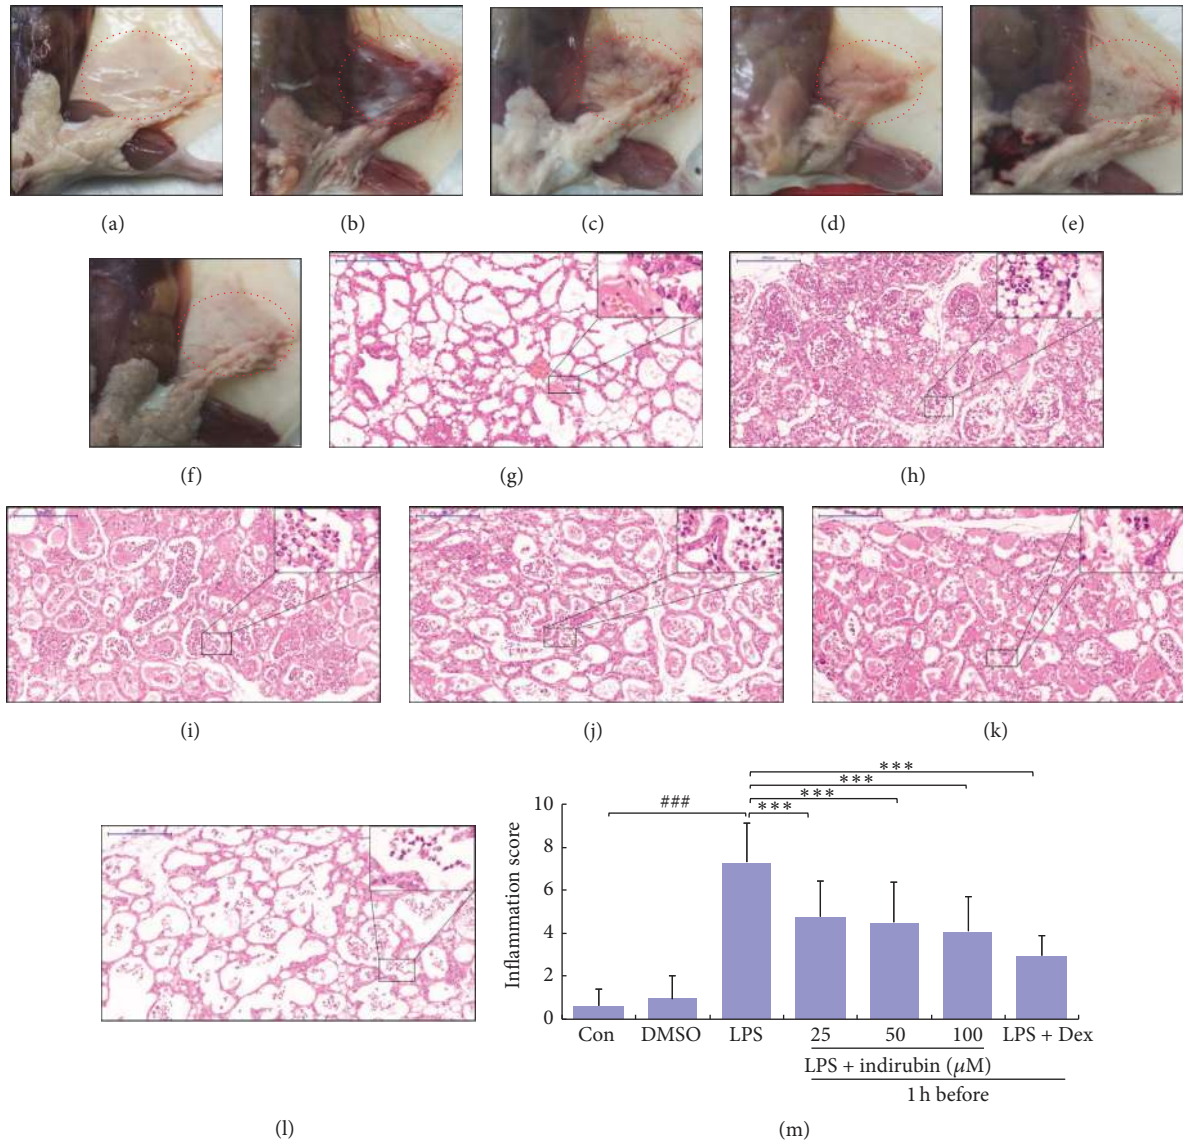 (a)
(b)
(c)
(d)
(e)
(f)
(g)
(h)
(i)
(j)
(k)
(l)
***
***
***
***
###
10
8
6
4
2
0
Inflammation score
Con
DMSO
LPS
25
50
100
LPS + Dex
LPS + indirubin (μM)
1 h before
(m)